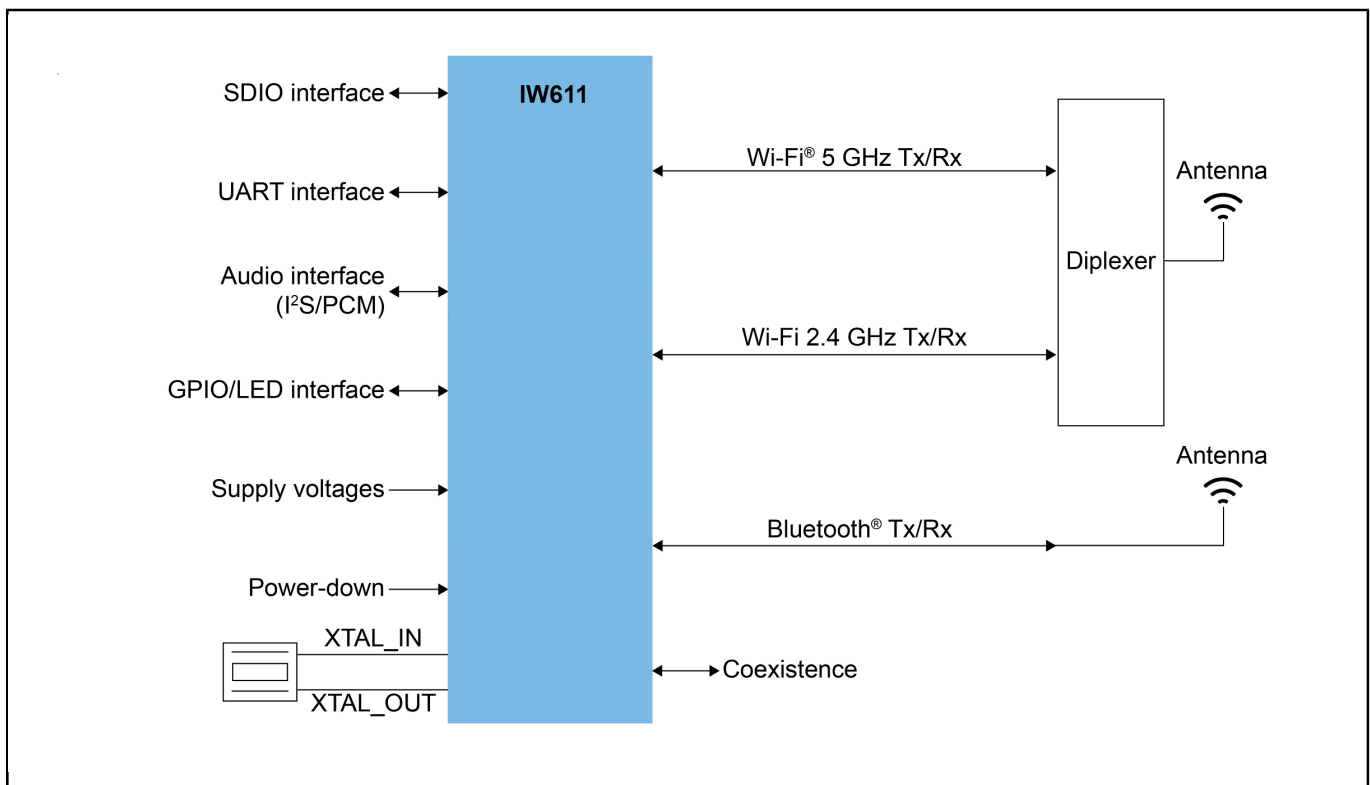 IW611
SDIO interface
UART interface
Audio interface
(I²S/PCM)
GPIO/LED interface
Supply voltages
Power-down
XTAL_IN
XTAL_OUT
Wi-Fi® 5 GHz Tx/Rx
Wi-Fi 2.4 GHz Tx/Rx
Bluetooth® Tx/Rx
Coexistence
Diplexer
Antenna
Antenna